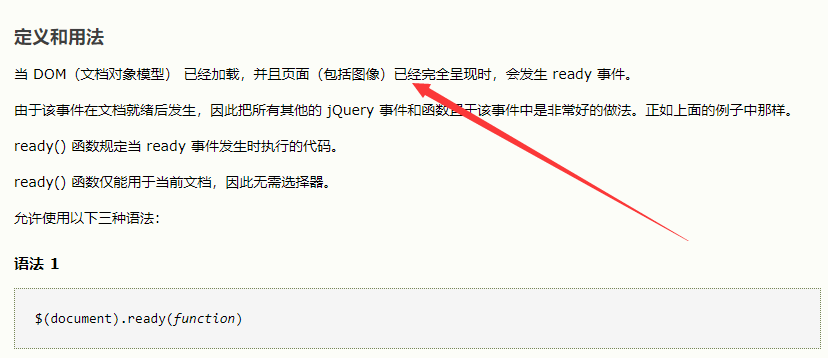 定义和用法
当 DOM（文档对象模型） 已经加载，并且页面（包括图像）已经完全呈现时，会发生 ready 事件。
由于该事件在文档就绪后发生，因此把所有其他的 jQuery 事件和函数置于该事件中是非常好的做法。正如上面的例子中那样。
ready() 函数规定当 ready 事件发生时执行的代码。
ready() 函数仅能用于当前文档，因此无需选择器。
允许使用以下三种语法：
语法 1
$(document).ready(function)